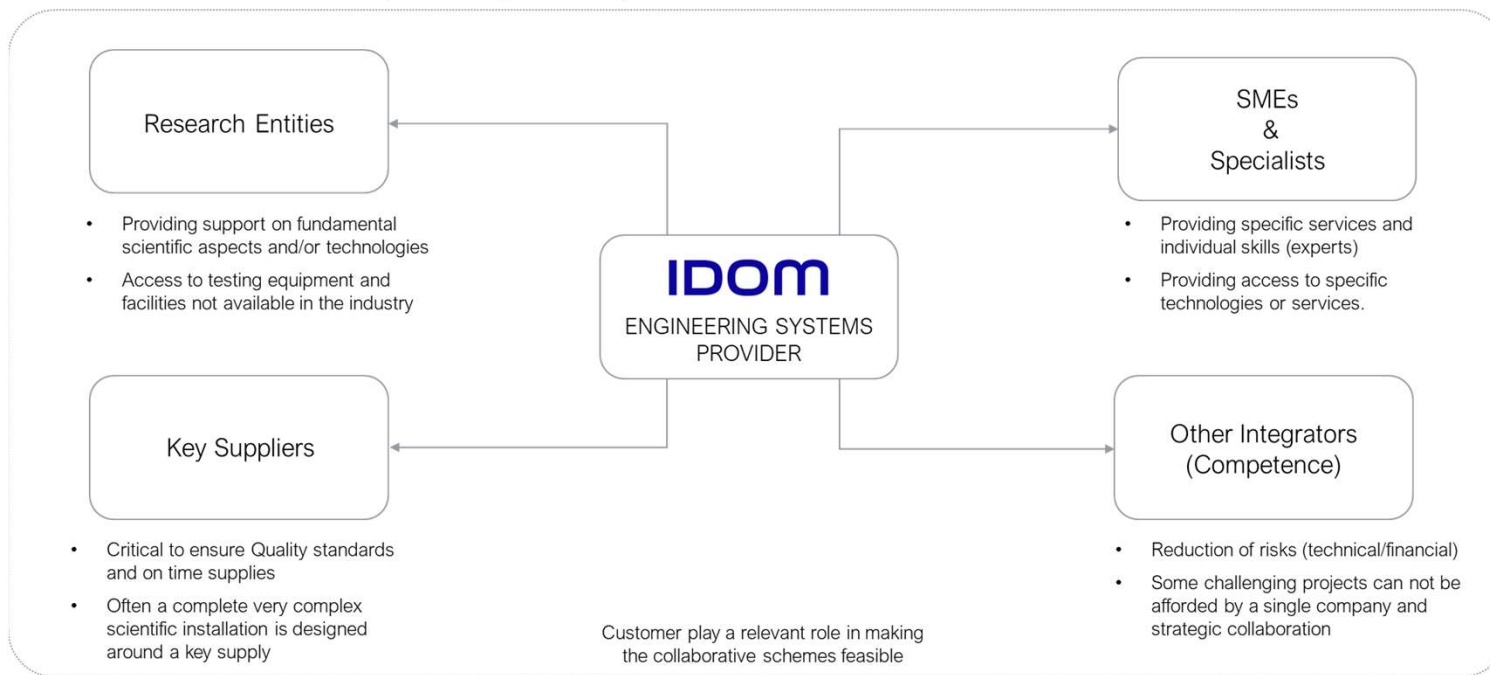 Research Entities
• Providing support on fundamental
scientific aspects and/or technologies
• Access to testing equipment and
facilities not available in the industry
SMEs
&
Specialists
• Providing specific services and
individual skills (experts)
• Providing access to specific
technologies or services.
IDOM
ENGINEERING SYSTEMS
PROVIDER
Key Suppliers
• Critical to ensure Quality standards
and on time supplies
• Often a complete very complex
scientific installation is designed
around a key supply
Other Integrators
(Competence)
• Reduction of risks (technical/financial)
• Some challenging projects can not be
afforded by a single company and
strategic collaboration
Customer play a relevant role in making
the collaborative schemes feasible